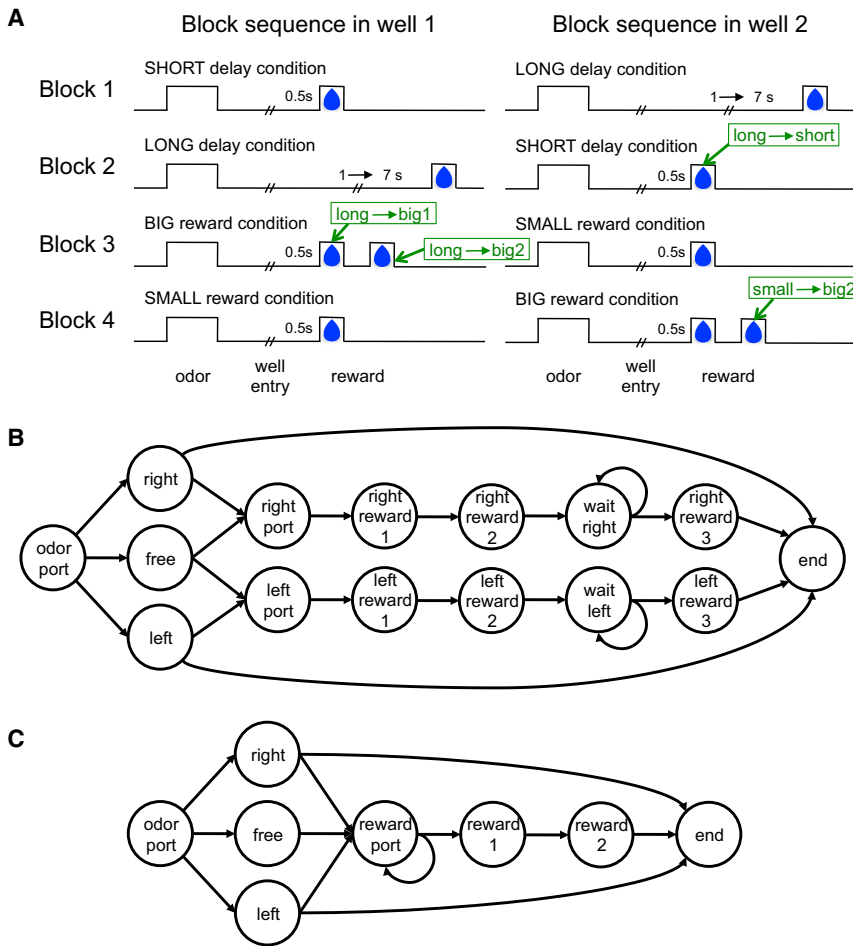 A
Block sequence in well 1
Block sequence in well 2
Block 1
SHORT delay condition
0.5s
LONG delay condition
1 → 7 s
Block 2
LONG delay condition
1 → 7 s
SHORT delay condition
0.5s
long → short
Block 3
BIG reward condition
0.5s
long → big1
long → big2
SMALL reward condition
0.5s
Block 4
SMALL reward condition
0.5s
BIG reward condition
0.5s
small → big2
odor
well
entry
reward
odor
well
entry
reward
B
odor
port
right
free
left
right
port
right
reward
1
right
reward
2
wait
right
right
reward
3
left
port
left
reward
1
left
reward
2
wait
left
left
reward
3
end
C
odor
port
right
free
left
reward
port
reward
1
reward
2
end